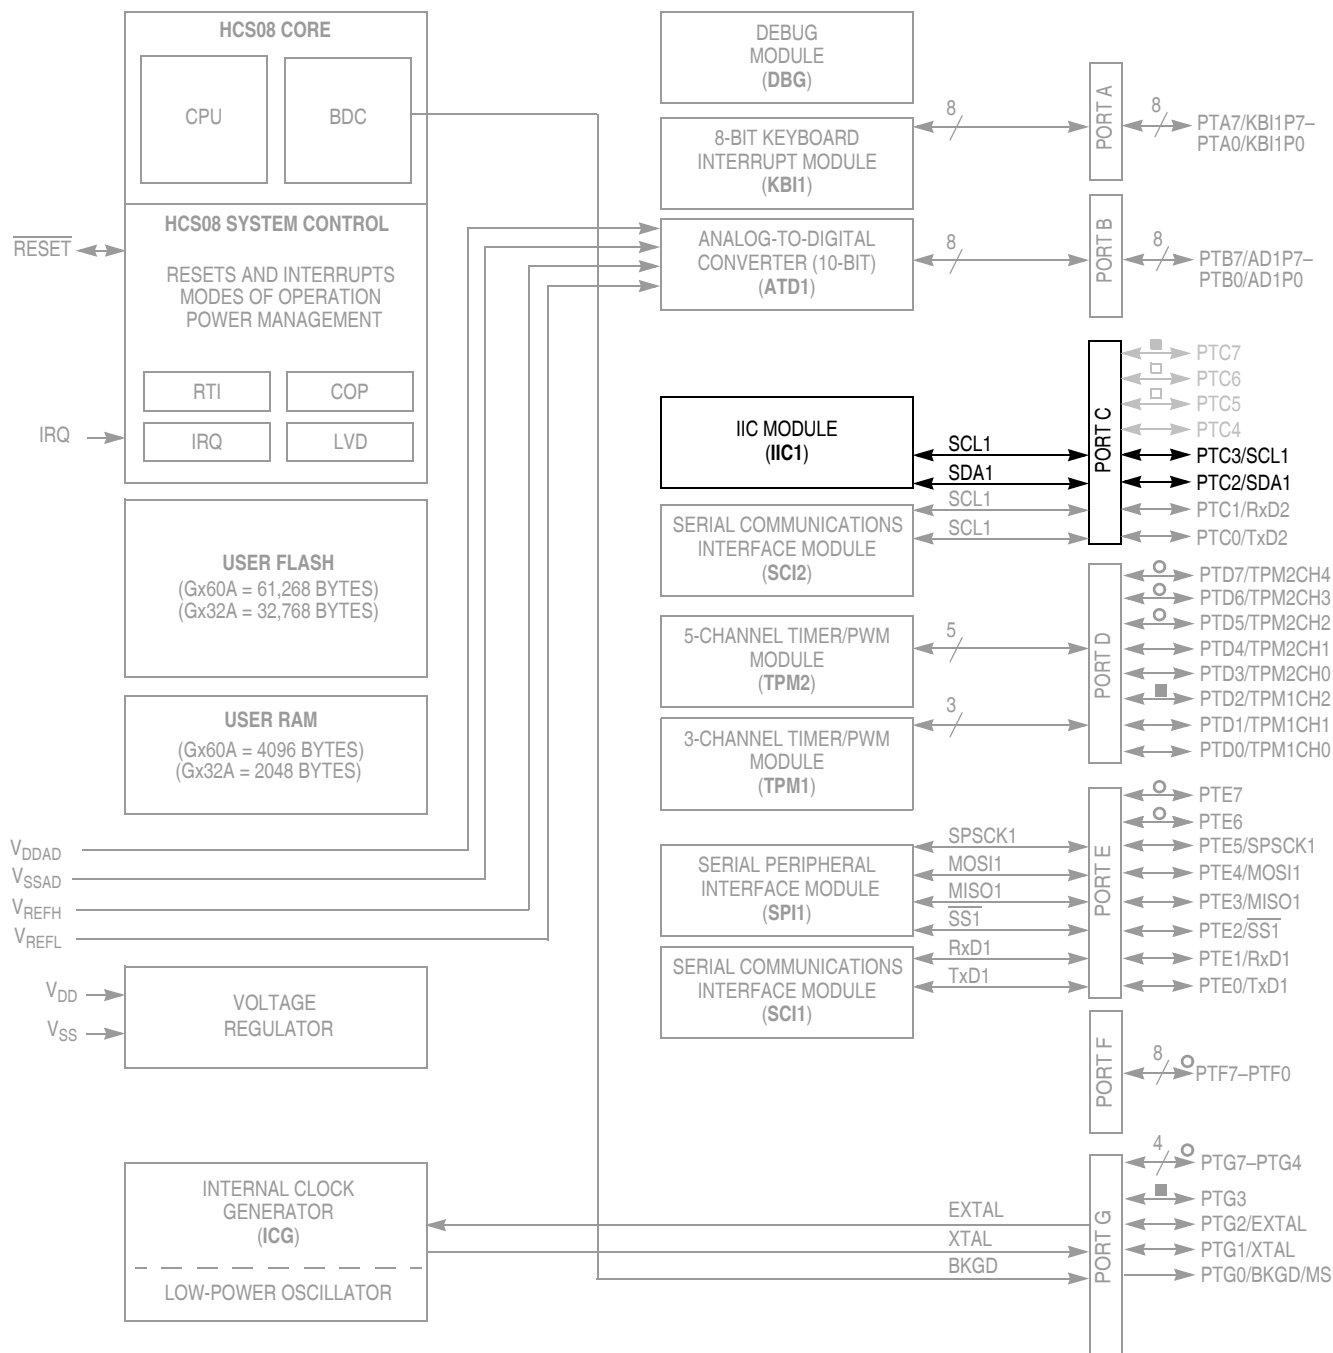 HCS08 CORE
CPU
BDC
HCS08 SYSTEM CONTROL
RESET
RESETS AND INTERRUPTS
MODES OF OPERATION
POWER MANAGEMENT
RTI
COP
IRQ
IRQ
LVD
USER FLASH
(Gx60A = 61,268 BYTES)
(Gx32A = 32,768 BYTES)
USER RAM
(Gx60A = 4096 BYTES)
(Gx32A = 2048 BYTES)
VDDAD
VSSAD
VREFH
VREFL
VDD
VSS
VOLTAGE
REGULATOR
INTERNAL CLOCK
GENERATOR
(ICG)
LOW-POWER OSCILLATOR
DEBUG
MODULE
(DBG)
8-BIT KEYBOARD
INTERRUPT MODULE
(KBI1)
8
PORT A
8
PTA7/KBI1P7–
PTA0/KBI1P0
ANALOG-TO-DIGITAL
CONVERTER (10-BIT)
(ATD1)
8
PORT B
8
PTB7/AD1P7–
PTB0/AD1P0
IIC MODULE
(IIC1)
SCL1
SDA1
SCL1
SCL1
SERIAL COMMUNICATIONS
INTERFACE MODULE
(SCI2)
PORT C
PTC7
PTC6
PTC5
PTC4
PTC3/SCL1
PTC2/SDA1
PTC1/RxD2
PTC0/TxD2
5-CHANNEL TIMER/PWM
MODULE
(TPM2)
5
3-CHANNEL TIMER/PWM
MODULE
(TPM1)
3
PORT D
PTD7/TPM2CH4
PTD6/TPM2CH3
PTD5/TPM2CH2
PTD4/TPM2CH1
PTD3/TPM2CH0
PTD2/TPM1CH2
PTD1/TPM1CH1
PTD0/TPM1CH0
SERIAL PERIPHERAL
INTERFACE MODULE
(SPI1)
SPSCK1
MOSI1
MISO1
SS1
RxD1
TxD1
SERIAL COMMUNICATIONS
INTERFACE MODULE
(SCI1)
PORT E
PTE7
PTE6
PTE5/SPSCK1
PTE4/MOSI1
PTE3/MISO1
PTE2/SS1
PTE1/RxD1
PTE0/TxD1
PORT F
8
PTF7–PTF0
EXTAL
XTAL
BKGD
PORT G
4
PTG7–PTG4
PTG3
PTG2/EXTAL
PTG1/XTAL
PTG0/BKGD/MS